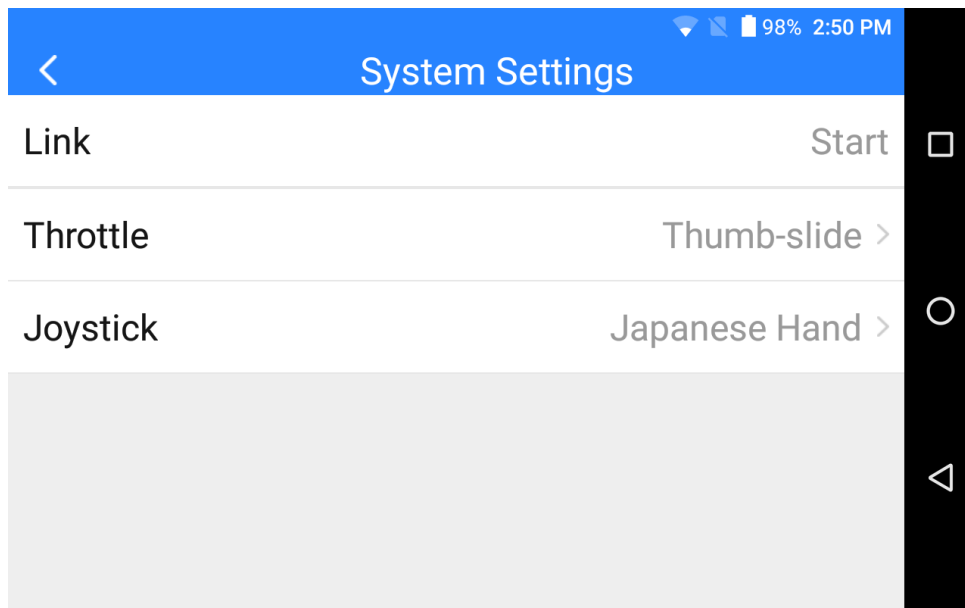 98% 2:50 PM
System Settings
Link Start
Throttle Thumb-slide
Joystick Japanese Hand